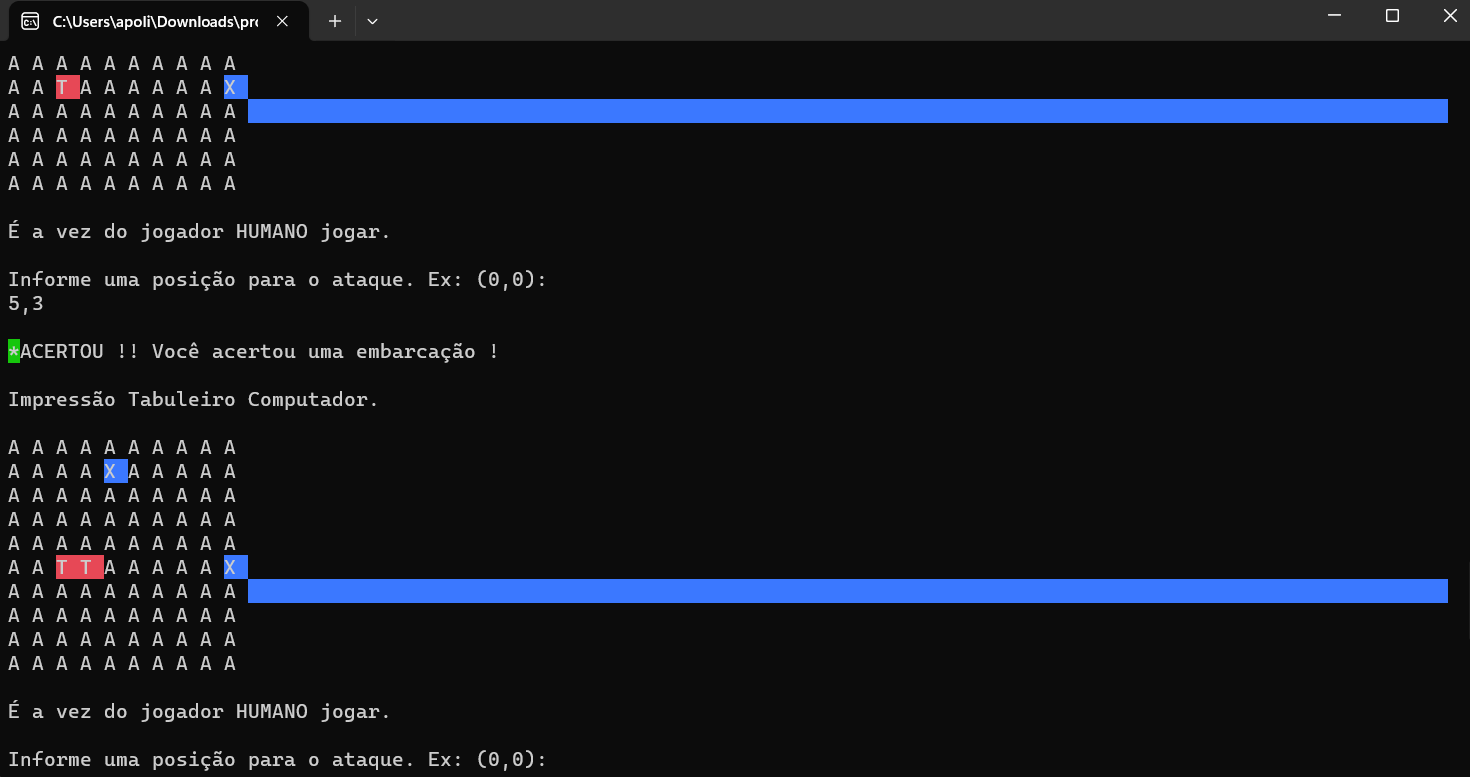 C:\Users\apoli\Downloads\pro
A A A A A A A A A A
A A T A A A A A A X
A A A A A A A A A A
A A A A A A A A A A
A A A A A A A A A A
A A A A A A A A A A
É a vez do jogador HUMANO jogar.
Informe uma posição para o ataque. Ex: (0,0):
5,3
*ACERTOU !! Você acertou uma embarcação !
Impressão Tabuleiro Computador.
A A A A A A A A A A
A A A A X A A A A A
A A A A A A A A A A
A A A A A A A A A A
A A A A A A A A A A
A A T T A A A A A X
A A A A A A A A A A
A A A A A A A A A A
A A A A A A A A A A
A A A A A A A A A A
É a vez do jogador HUMANO jogar.
Informe uma posição para o ataque. Ex: (0,0):